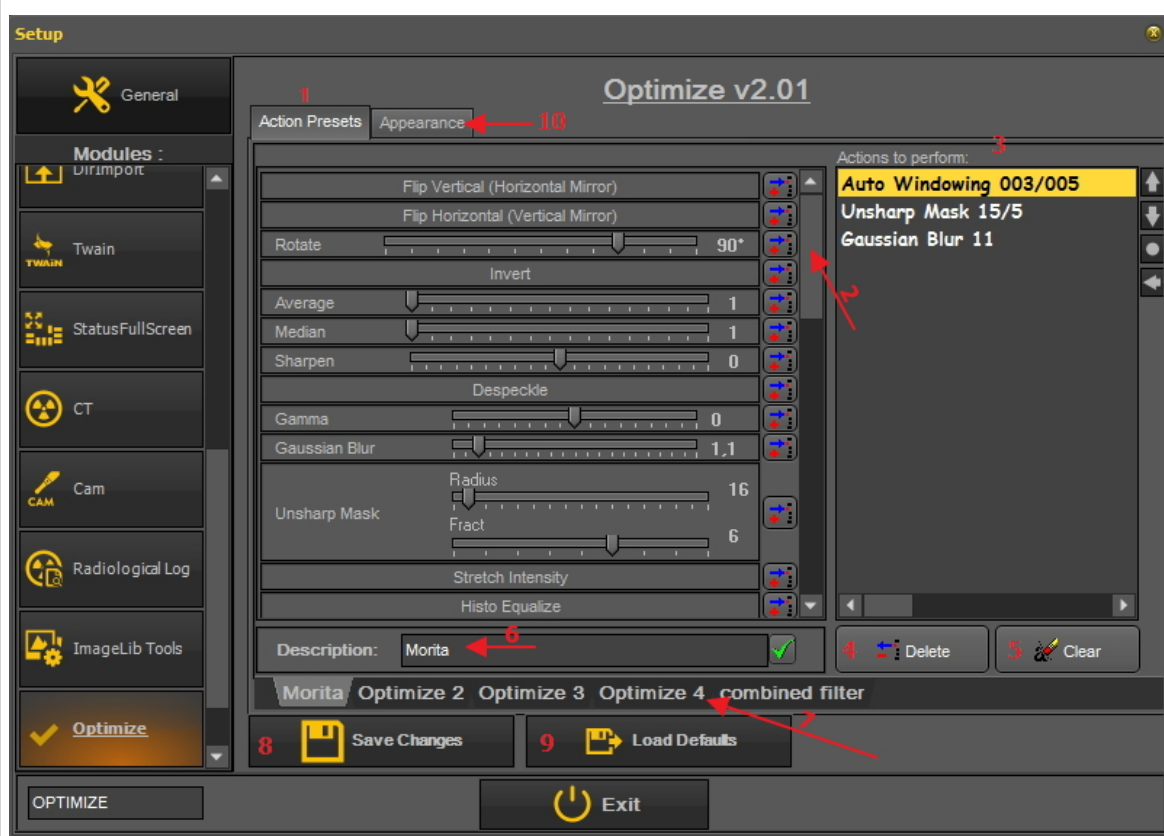 Setup
General
Modules :
DirImport
TWAIN
Twain
StatusFullScreen
CT
CAM
Cam
Radiological Log
ImageLib Tools
Optimize
OPTIMIZE
Optimize v2.01
1
Action Presets
Appearance
10
Flip Vertical (Horizontal Mirror)
Flip Horizontal (Vertical Mirror)
Rotate 90°
Invert
Average 1
Median 1
Sharpen 0
Despeckle
Gamma 0
Gaussian Blur 1,1
Unsharp Mask
Radius 16
Fract 6
Stretch Intensity
Histo Equalize
2
3
Actions to perform:
Auto Windowing 003/005
Unsharp Mask 15/5
Gaussian Blur 11
Description: Morita 6
4 Delete
5 Clear
Morita Optimize 2 Optimize 3 Optimize 4 combined filter
7
8 Save Changes
9 Load Defaults
Exit